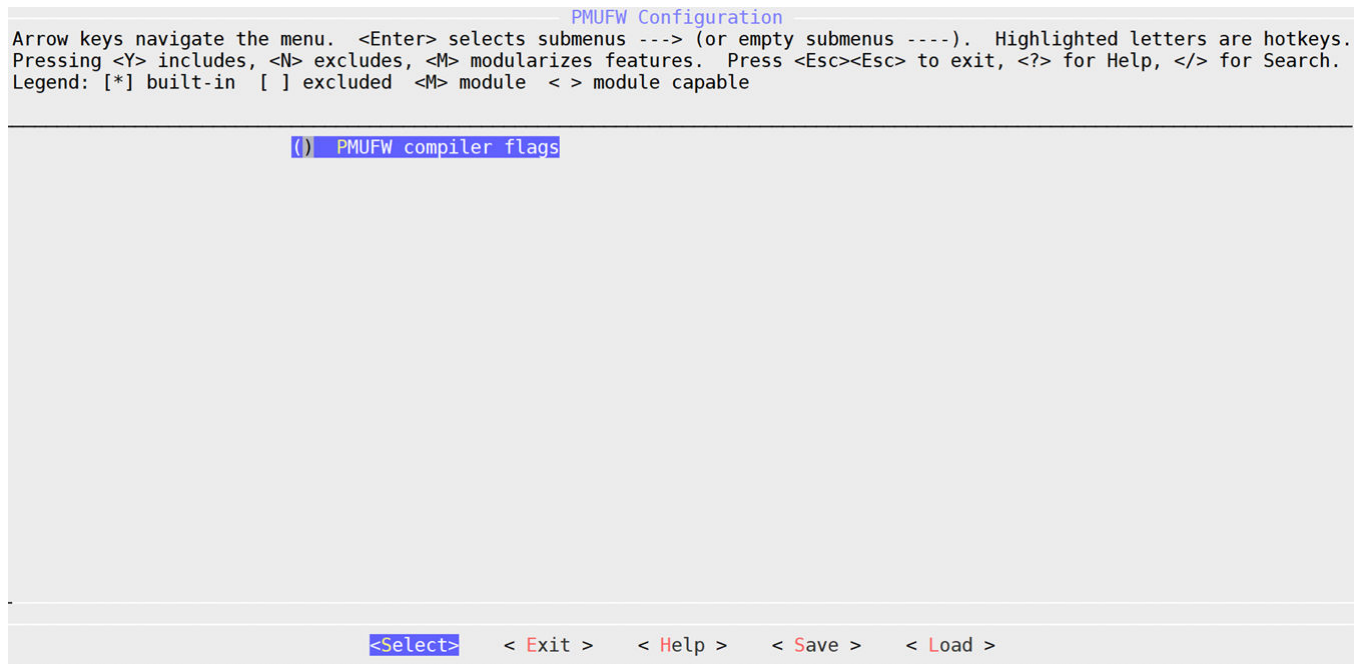 PMUFW Configuration
Arrow keys navigate the menu.  <Enter> selects submenus ---> (or empty submenus ----).  Highlighted letters are hotkeys.
Pressing <Y> includes, <N> excludes, <M> modularizes features.  Press <Esc><Esc> to exit, <?> for Help, </> for Search.
Legend: [*] built-in  [ ] excluded  <M> module  < > module capable
()  PMUFW compiler flags
<Select>    < Exit >    < Help >    < Save >    < Load >